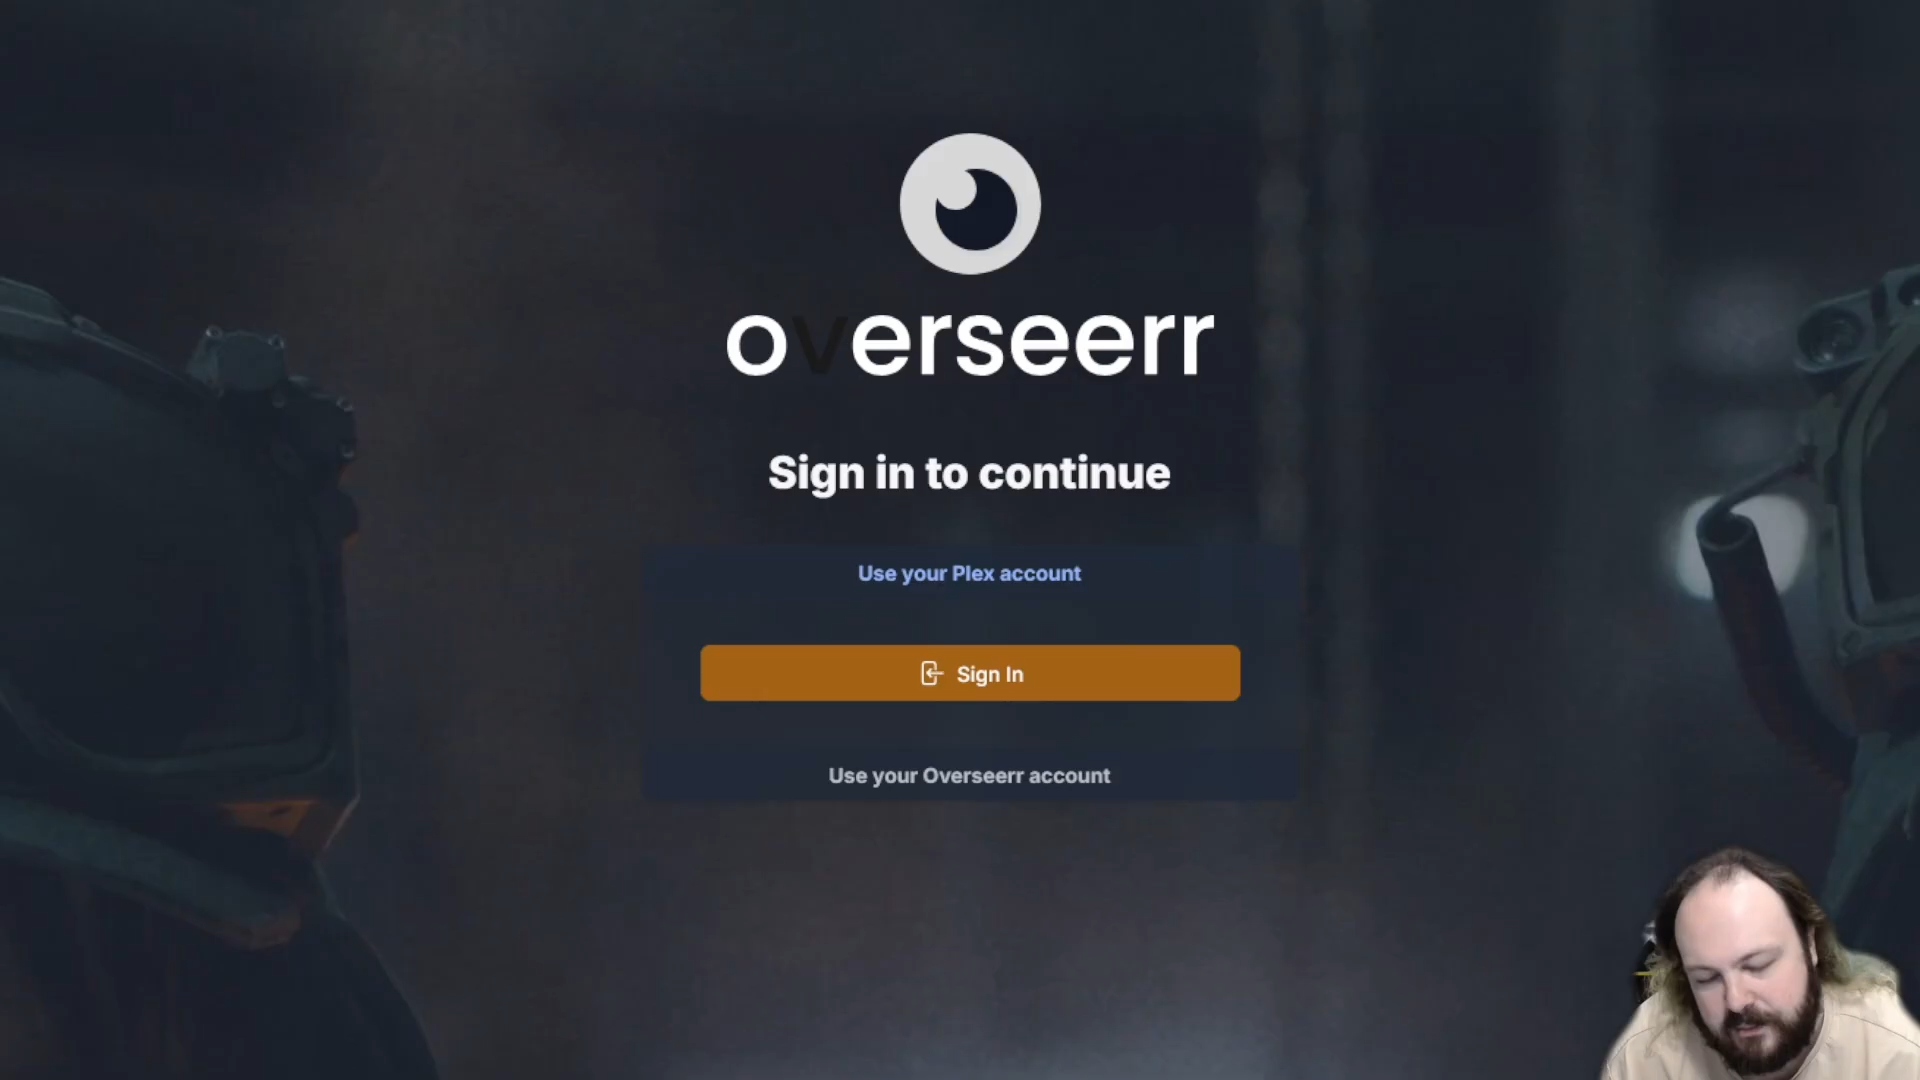 overseerr
Sign in to continue
Use your Plex account
Sign In
Use your Overseerr account